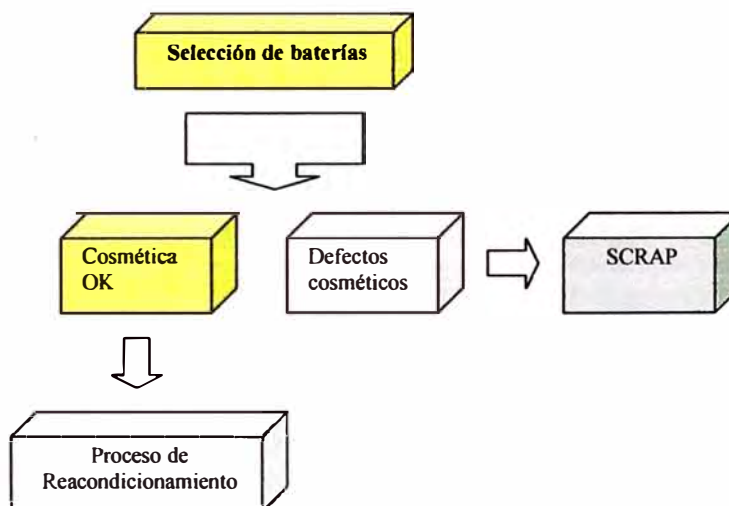 Selección de baterías
Cosmética
OK
Defectos
cosméticos
SCRAP
Proceso de
Reacondicionamiento